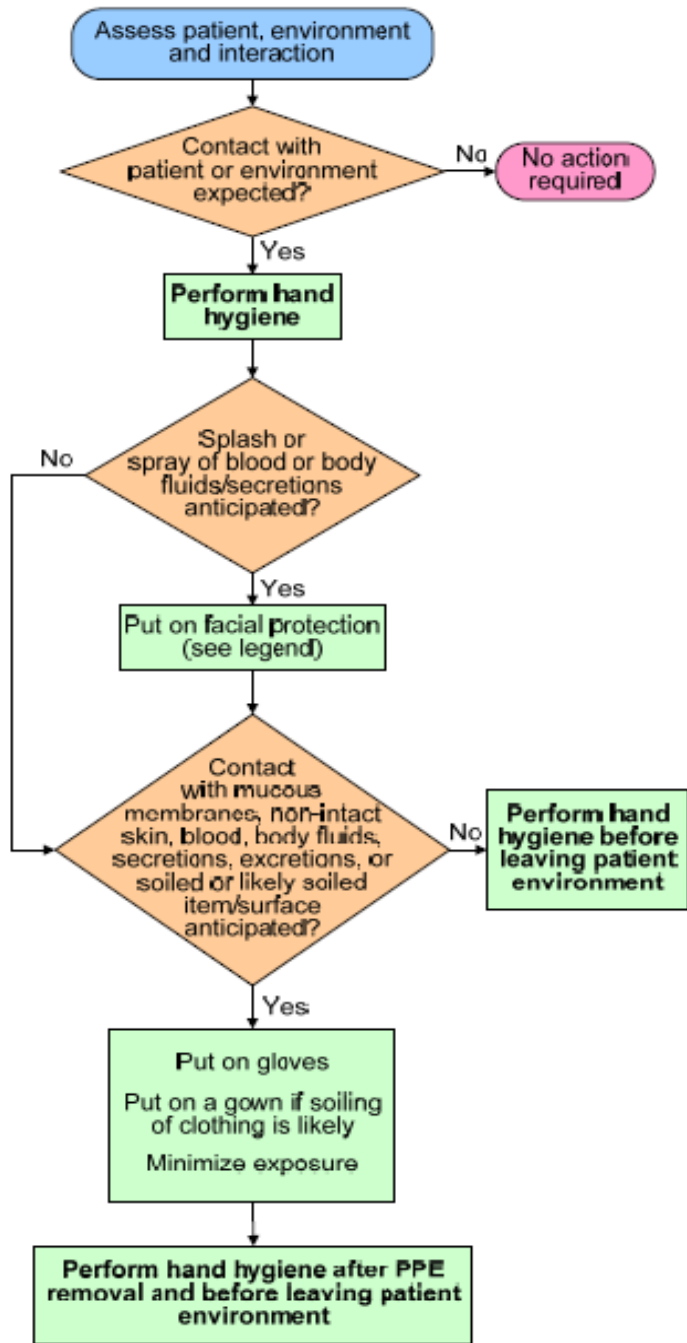 Assess patient, environment
and interaction
Contact with
patient or environment
expected?
No
No action
required
Yes
Perform hand
hygiene
Splash or
spray of blood or body
fluids/secretions
anticipated?
No
Yes
Put on facial protection
(see legend)
Contact
with mucous
membranes, non-intact
skin, blood, body fluids,
secretions, excretions, or
soiled or likely soiled
item/surface
anticipated?
No
Perform hand
hygiene before
leaving patient
environment
Yes
Put on gloves
Put on a gown if soiling
of clothing is likely
Minimize exposure
Perform hand hygiene after PPE
removal and before leaving patient
environment